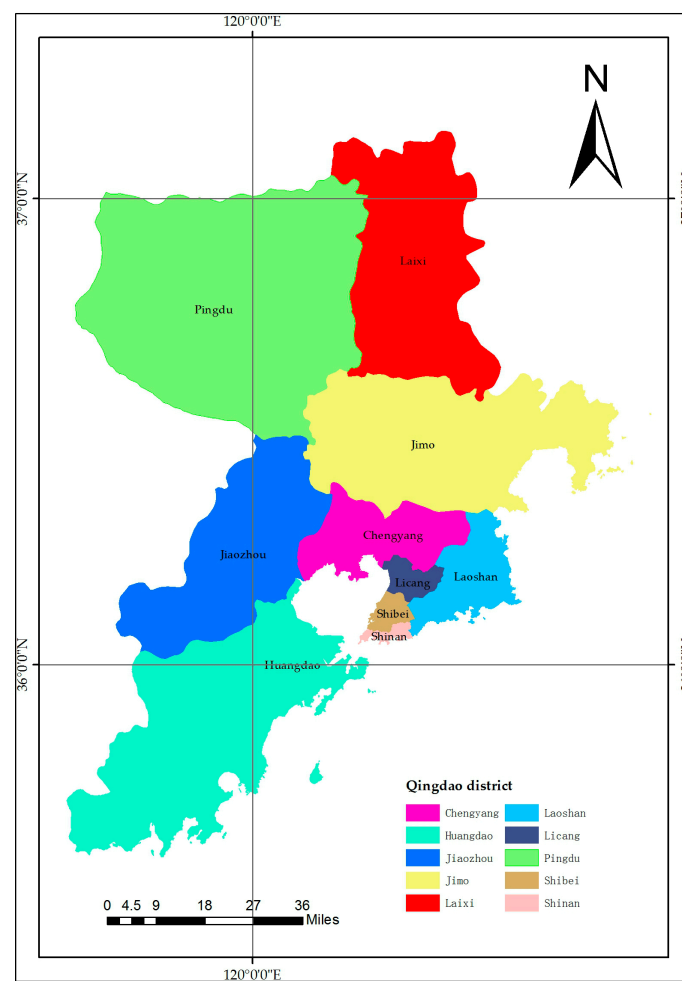 120°0'0"E
N
37°0'0"N
Laixi
Pingdu
Jimo
Chengyang
Jiaozhou
Laoshan
Licang
Shibei
Shinan
36°0'0"N
Huangdao
Qingdao district
Chengyang Laoshan
Huangdao Licang
Jiaozhou Pingdu
Jimo Shibei
Laixi Shinan
0 4.5 9 18 27 36
Miles
120°0'0"E